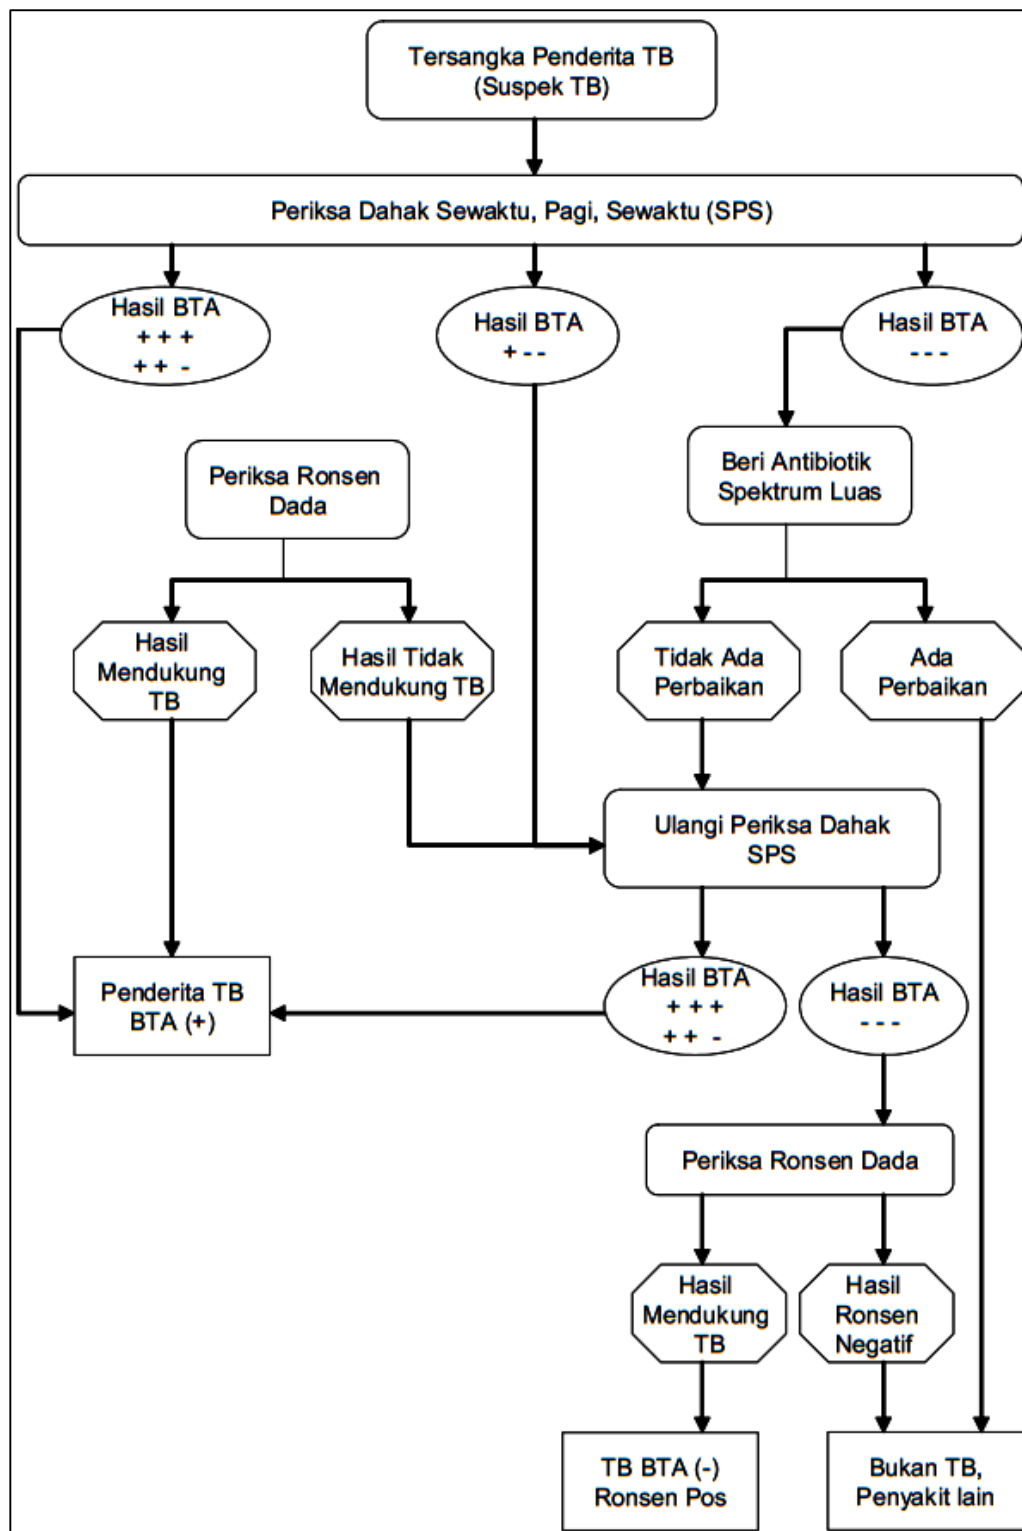 Tersangka Penderita TB
(Suspek TB)
Periksa Dahak Sewaktu, Pagi, Sewaktu (SPS)
Hasil BTA
+ + +
+ + -
Hasil BTA
+ - -
Hasil BTA
- - -
Periksa Ronsen
Dada
Beri Antibiotik
Spektrum Luas
Hasil
Mendukung
TB
Hasil Tidak
Mendukung TB
Tidak Ada
Perbaikan
Ada
Perbaikan
Ulangi Periksa Dahak
SPS
Penderita TB
BTA (+)
Hasil BTA
+ + +
+ + -
Hasil BTA
- - -
Periksa Ronsen Dada
Hasil
Mendukung
TB
Hasil
Ronsen
Negatif
TB BTA (-)
Ronsen Pos
Bukan TB,
Penyakit lain